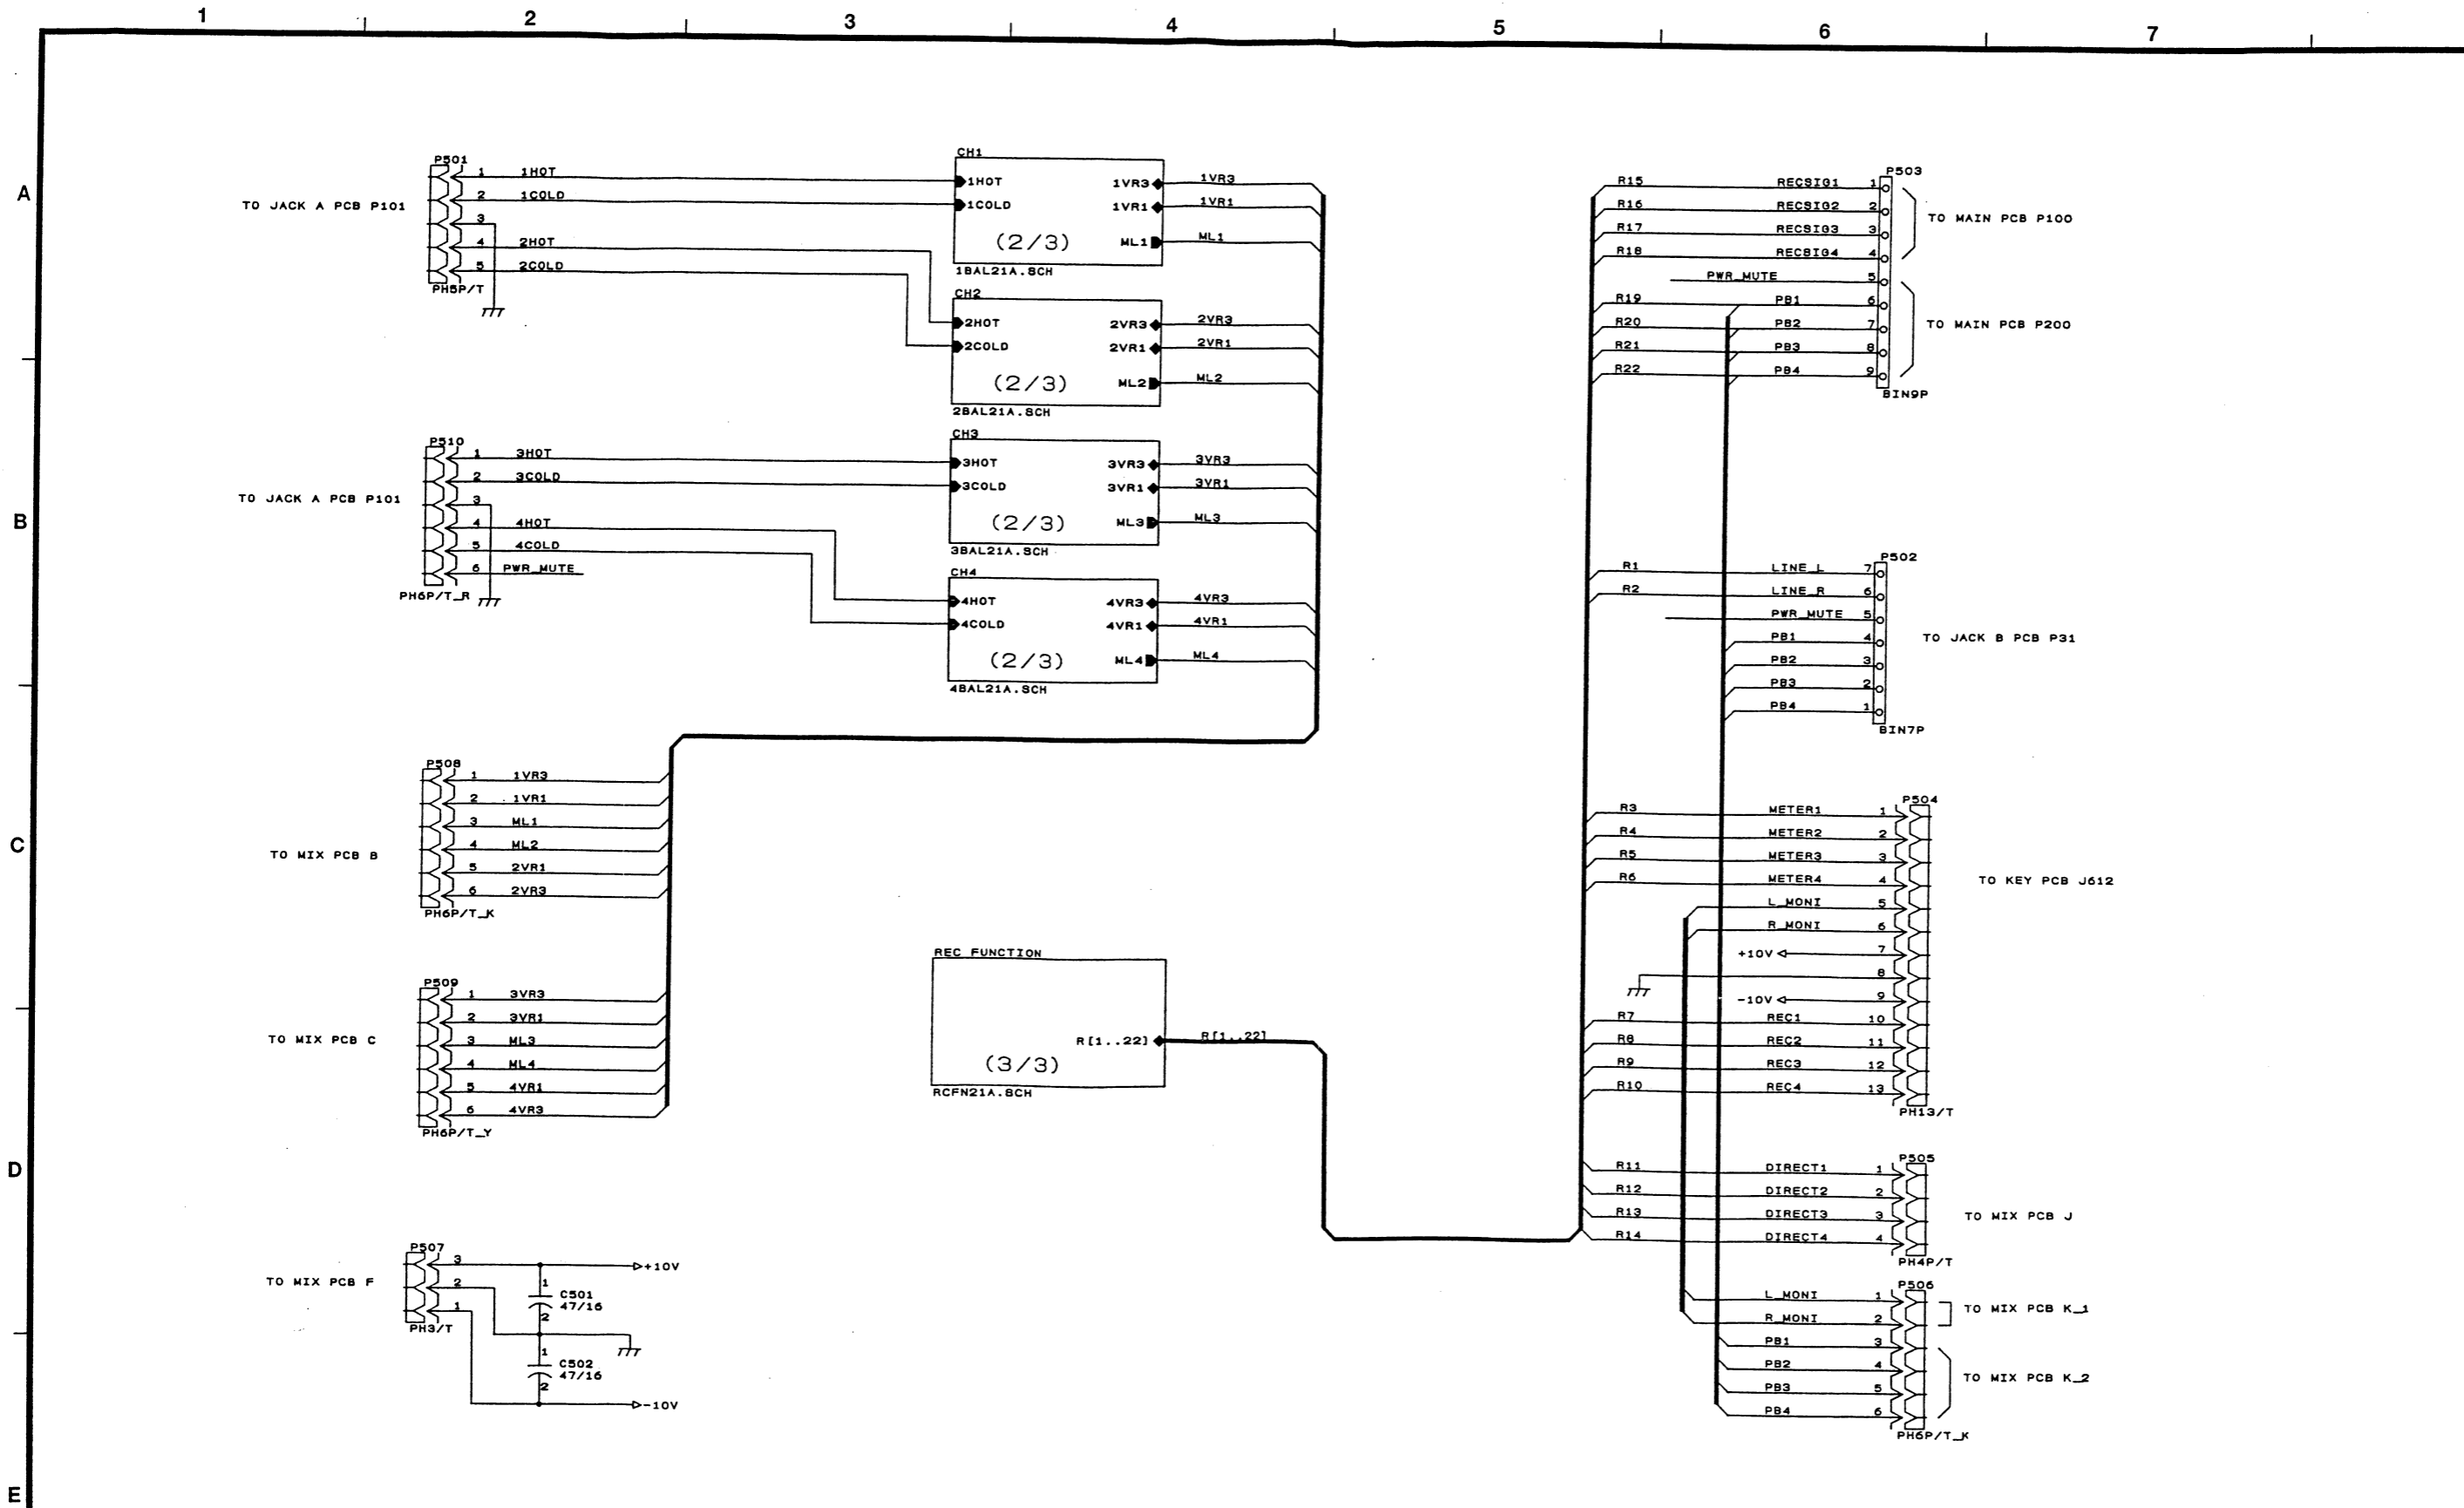 1 2 3 4 5 6 7
A
B
C
D
E
P501
TO JACK A PCB P101
1 1HOT
2 1COLD
3
4 2HOT
5 2COLD
PH5P/T
P510
TO JACK A PCB P101
1 3HOT
2 3COLD
3
4 4HOT
5 4COLD
6 PWR_MUTE
PH6P/T_R
P508
TO MIX PCB B
1 1VR3
2 1VR1
3 ML1
4 ML2
5 2VR1
6 2VR3
PH6P/T_K
P509
TO MIX PCB C
1 3VR3
2 3VR1
3 ML3
4 ML4
5 4VR1
6 4VR3
PH6P/T_Y
P507
TO MIX PCB F
3
2
1
PH3/T
+10V
1
C501
47/16
2
1
C502
47/16
2
-10V
CH1
1HOT 1VR3 1VR3
1COLD 1VR1 1VR1
(2/3) ML1 ML1
1BAL21A.SCH
CH2
2HOT 2VR3 2VR3
2COLD 2VR1 2VR1
(2/3) ML2 ML2
2BAL21A.SCH
CH3
3HOT 3VR3 3VR3
3COLD 3VR1 3VR1
(2/3) ML3 ML3
3BAL21A.SCH
CH4
4HOT 4VR3 4VR3
4COLD 4VR1 4VR1
(2/3) ML4 ML4
4BAL21A.SCH
REC FUNCTION
R[1..22] R[1..22]
(3/3)
RCFN21A.SCH
P503
R15 RECSIG1 1
R16 RECSIG2 2
R17 RECSIG3 3
R18 RECSIG4 4
PWR_MUTE 5
R19 PB1 6
R20 PB2 7
R21 PB3 8
R22 PB4 9
BIN9P
TO MAIN PCB P100
TO MAIN PCB P200
P502
R1 LINE_L 7
R2 LINE_R 6
PWR_MUTE 5
PB1 4
PB2 3
PB3 2
PB4 1
BIN7P
TO JACK B PCB P31
P504
R3 METER1 1
R4 METER2 2
R5 METER3 3
R6 METER4 4
L_MONI 5
R_MONI 6
+10V 7
8
-10V 9
R7 REC1 10
R8 REC2 11
R9 REC3 12
R10 REC4 13
PH13/T
TO KEY PCB J612
P505
R11 DIRECT1 1
R12 DIRECT2 2
R13 DIRECT3 3
R14 DIRECT4 4
PH4P/T
TO MIX PCB J
P506
L_MONI 1
R_MONI 2
PB1 3
PB2 4
PB3 5
PB4 6
PH6P/T_K
TO MIX PCB K_1
TO MIX PCB K_2